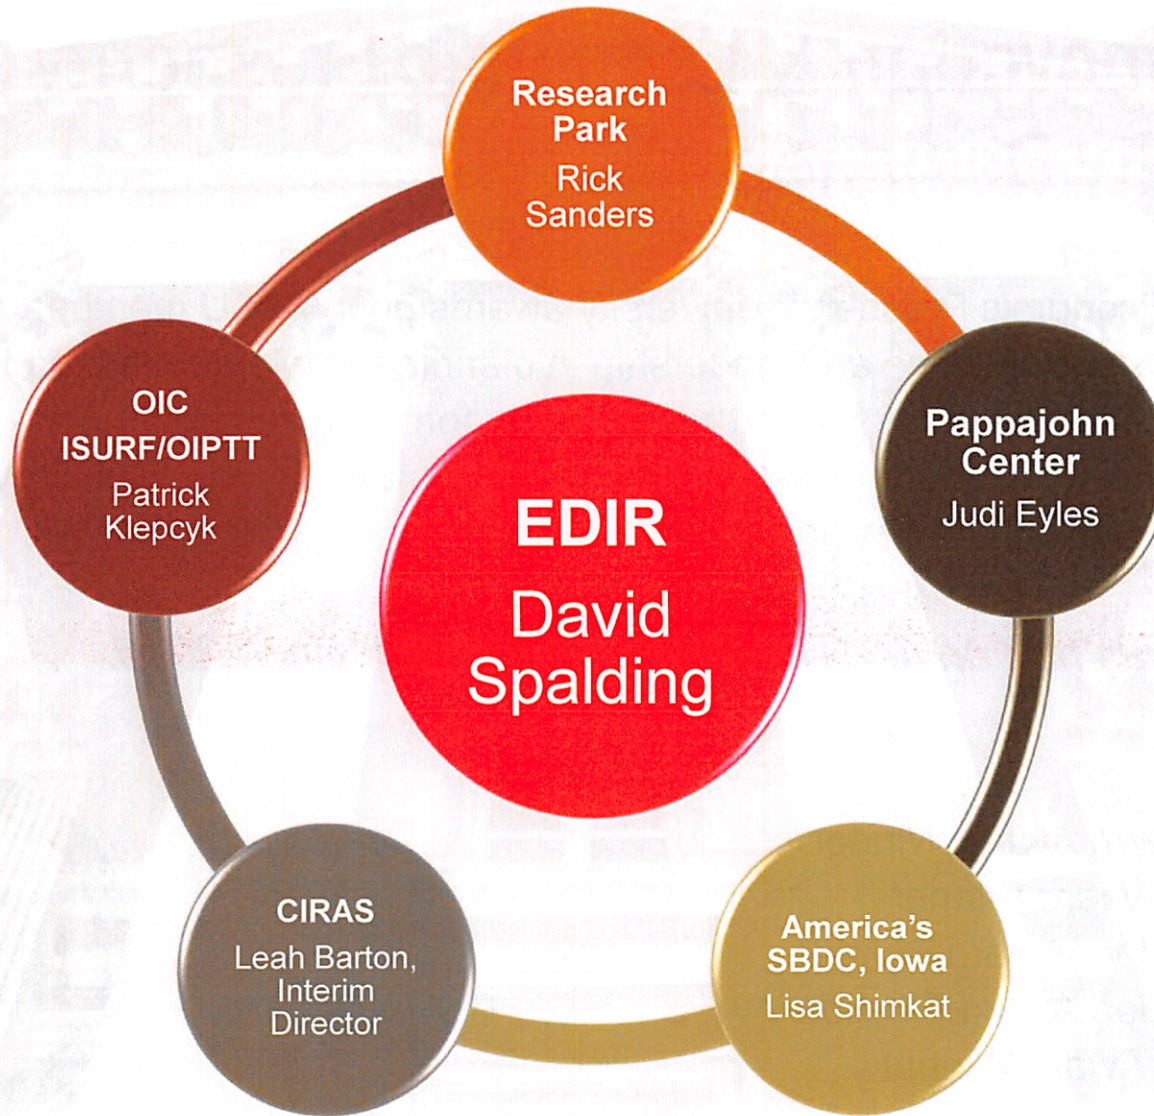 Research
Park
Rick
Sanders
Pappajohn
Center
Judi Eyles
America's
SBDC, Iowa
Lisa Shimkat
CIRAS
Leah Barton,
Interim
Director
OIC
ISURF/OIPTT
Patrick
Klepcyk
EDIR
David
Spalding